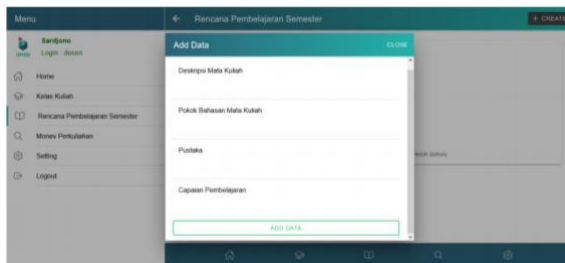 Menu
Rencana Pembelajaran Semester
+ CREATE
Sardjono
Login : dosen
Home
Kelas Kuliah
Rencana Pembelajaran Semester
Monev Perkuliahan
Setting
Logout
Add Data
CLOSE
Deskripsi Mata Kuliah
Pokok Bahasan Mata Kuliah
Pustaka
Capaian Pembelajaran
ADD DATA